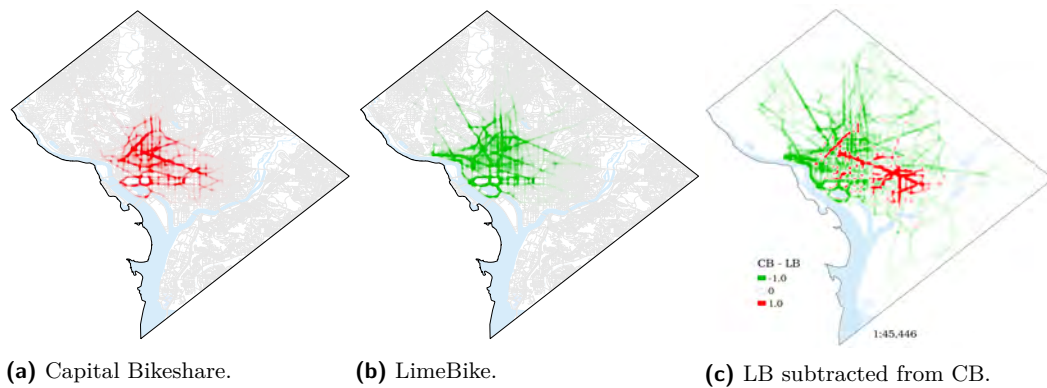 CB - LB
-1.0
0
1.0
1:45,446
(a) Capital Bikeshare.
(b) LimeBike.
(c) LB subtracted from CB.